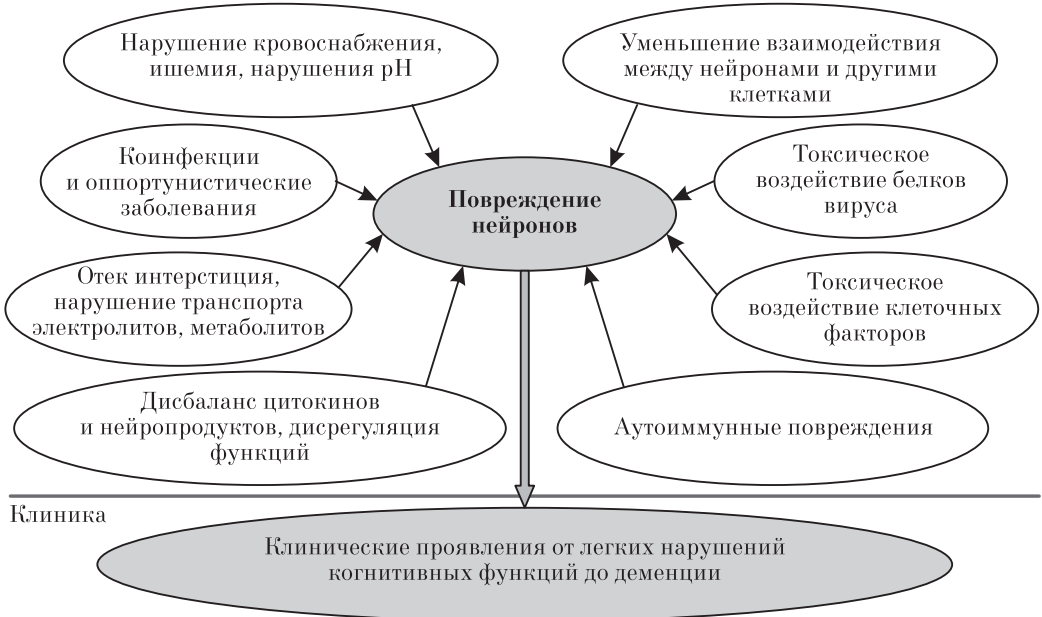 Нарушение кровоснабжения,
ишемия, нарушения pH
Уменьшение взаимодействия
между нейронами и другими
клетками
Коинфекции
и оппортунистические
заболевания
Повреждение
нейронов
Токсическое
воздействие белков
вируса
Отек интерстиция,
нарушение транспорта
электролитов, метаболитов
Токсическое
воздействие клеточных
факторов
Дисбаланс цитокинов
и нейропродуктов, дисрегуляция
функций
Аутоиммунные повреждения
Клиника
Клинические проявления от легких нарушений
когнитивных функций до деменции